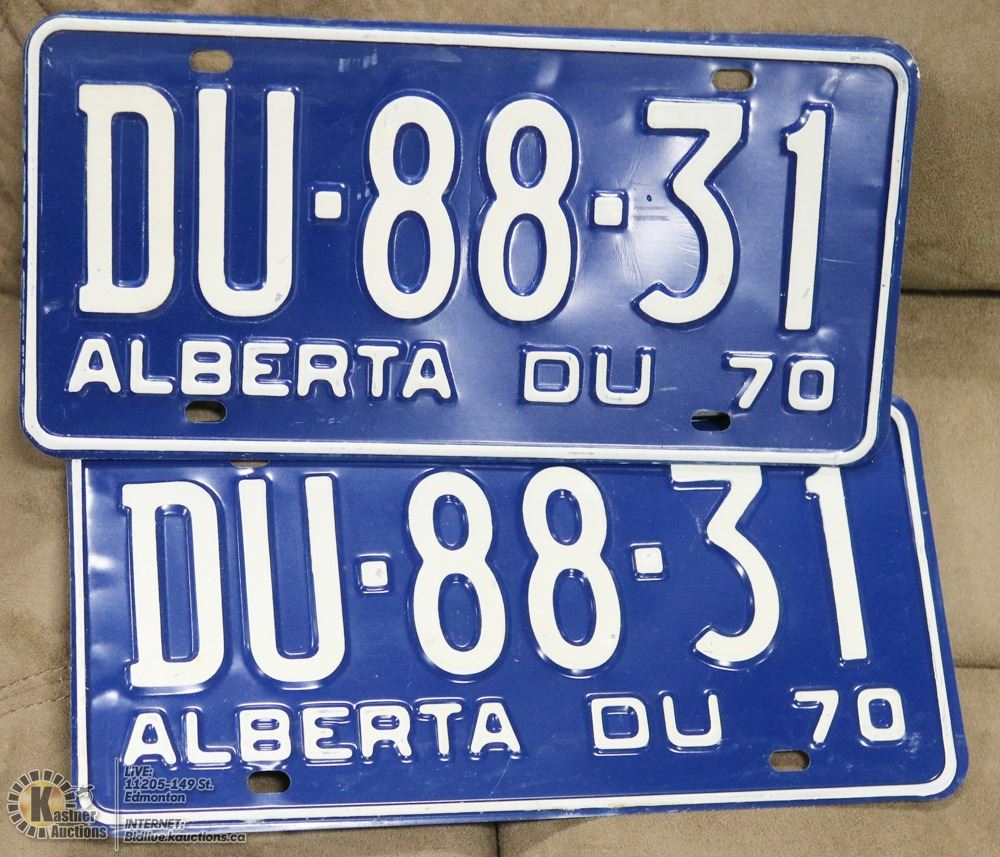 DU·88·31
ALBERTA DU 70
DU·88·31
ALBERTA DU 70
K
Kastner
Auctions
LIVE:
11205-149 St.
Edmonton
INTERNET:
Bidlive.kauctions.ca